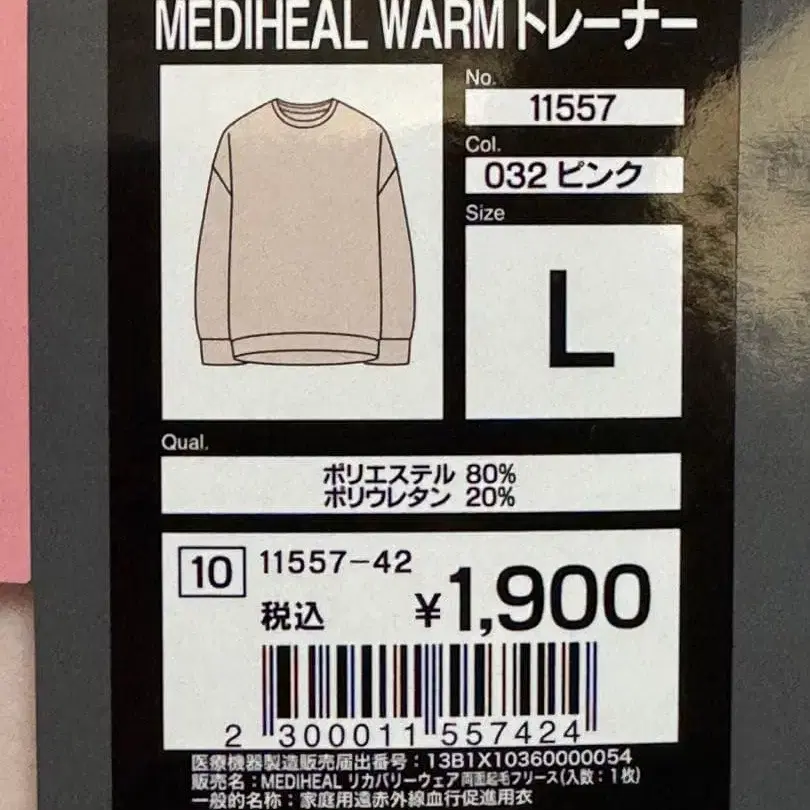 MEDIHEAL WARMトレーナー
No.
11557
Col.
032 ピンク
Size
L
Qual.
ポリエステル 80%
ポリウレタン 20%
10 11557-42
税込 ¥1,900
2 300011 557424
医療機器製造販売届出番号：13B1X10360000054
販売名：MEDIHEAL リカバリーウェア両面起毛フリース(入数：1枚)
一般的名称：家庭用遠赤外線血行促進用衣